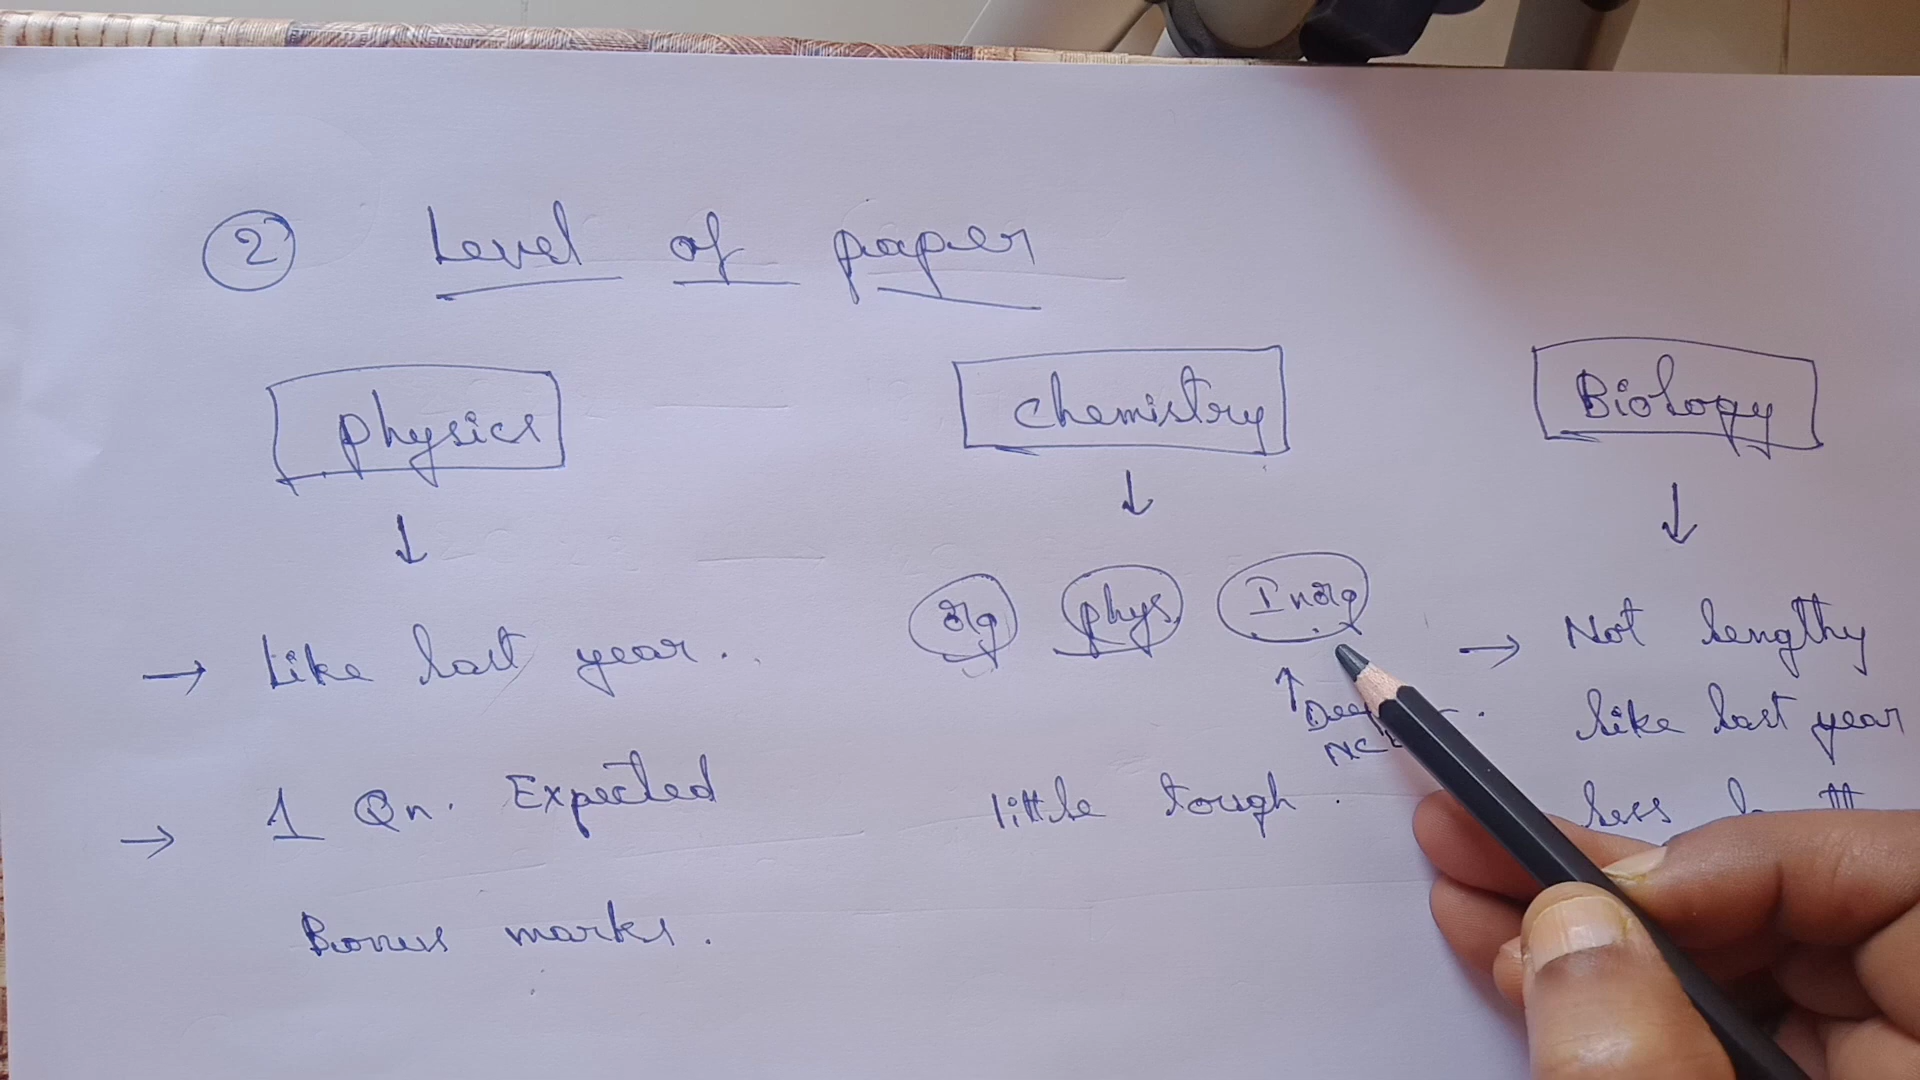 2 Level of paper
Physics
→ Like last year.
→ 1 Qn. Expected
Bonus marks.
Chemistry
Org Phys Inorg
little tough.
Biology
→ Not lengthy
like last year
less